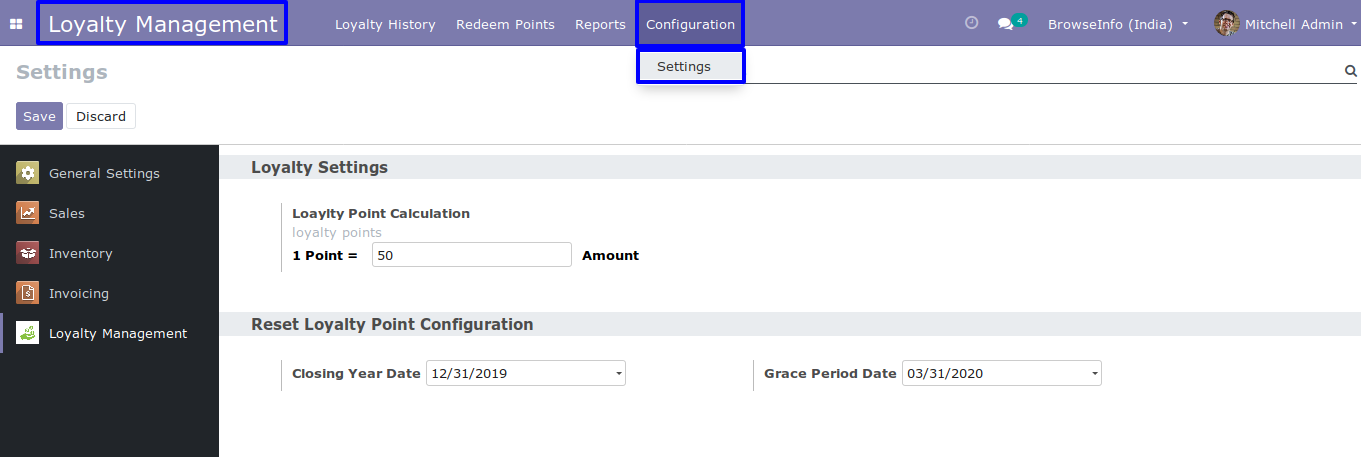 Loyalty Management Loyalty History Redeem Points Reports Configuration 4 BrowseInfo (India) Mitchell Admin
Settings
Settings
Save Discard
General Settings
Sales
Inventory
Invoicing
Loyalty Management
Loyalty Settings
Loaylty Point Calculation
loyalty points
1 Point = 50 Amount
Reset Loyalty Point Configuration
Closing Year Date 12/31/2019 Grace Period Date 03/31/2020